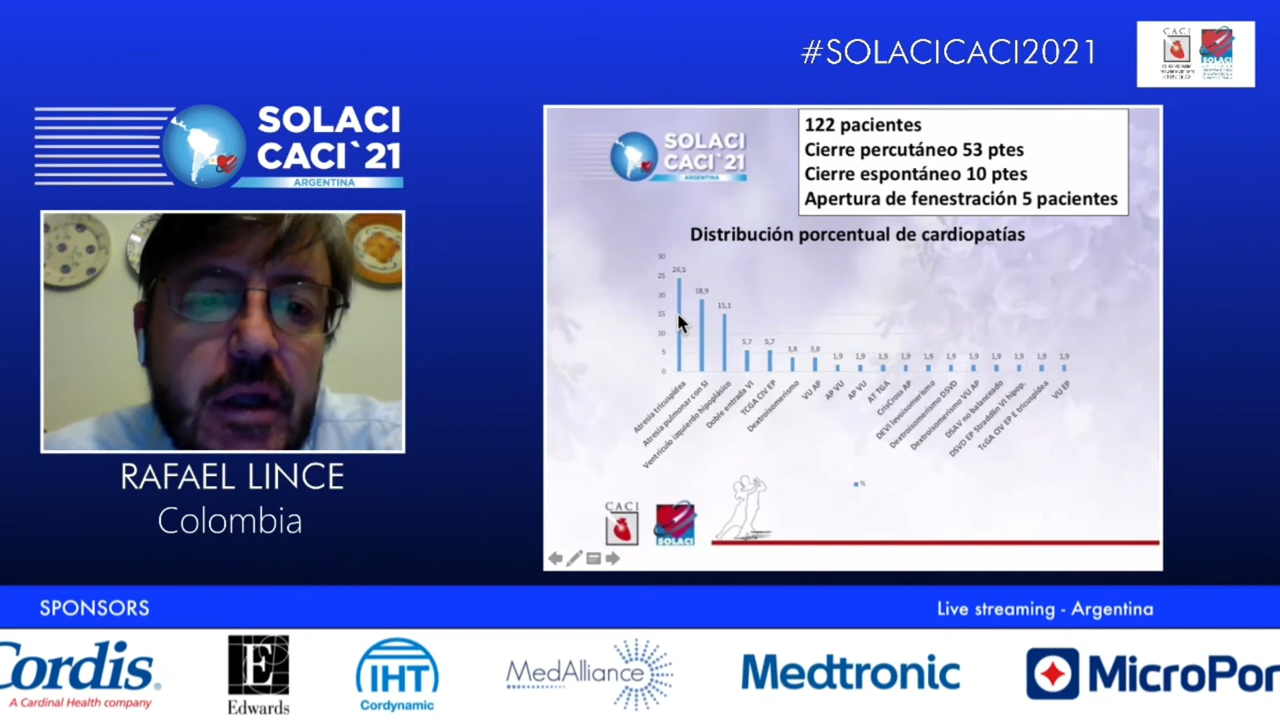 #SOLACICACI2021
CACI
SOLACI
SOLACI
CACI`21
ARGENTINA
RAFAEL LINCE
Colombia
SOLACI
CACI`21
ARGENTINA
122 pacientes
Cierre percutáneo 53 ptes
Cierre espontáneo 10 ptes
Apertura de fenestración 5 pacientes
Distribución porcentual de cardiopatías
30
25
20
15
10
5
0
24,5
18,9
15,1
5,7
5,7
3,8
3,8
1,9
1,9
1,9
1,9
1,9
1,9
1,9
1,9
1,9
1,9
1,9
Atresia tricuspídea
Atresia pulmonar con SI
Ventrículo izquierdo hipoplásico
Doble entrada VI
TCGA CIV EP
Dextroisomerismo
VU AP
AP VU
AP VU
AT TGA
CrisCross AP
DEVI levoisomerismo
Dextroisomerismo DSVD
Dextroisomerismo VU AP
DSAV no balanceado
DSVD EP Straddlin VI hipop.
TcGA CIV EP E tricuspidea
VU EP
%
CACI
SOLACI
SPONSORS
Live streaming - Argentina
Cordis®
A Cardinal Health company
E
Edwards
IHT
Cordynamic
MedAlliance
Medtronic
MicroPor